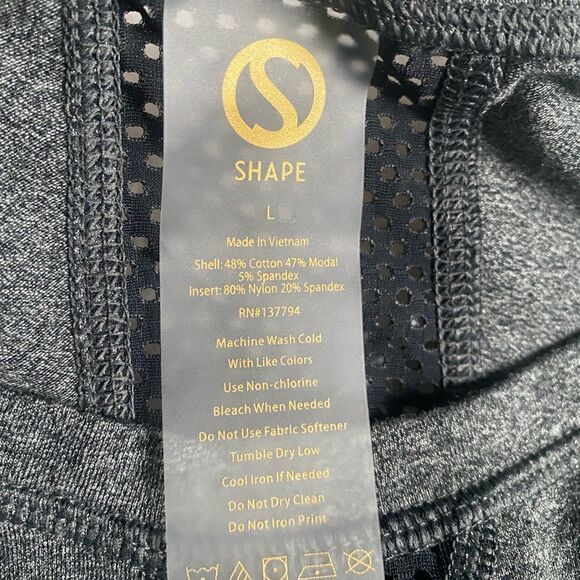 S
SHAPE
L
Made In Vietnam
Shell: 48% Cotton 47% Modal
5% Spandex
Insert: 80% Nylon 20% Spandex
RN#137794
Machine Wash Cold
With Like Colors
Use Non-chlorine
Bleach When Needed
Do Not Use Fabric Softener
Tumble Dry Low
Cool Iron If Needed
Do Not Dry Clean
Do Not Iron Print